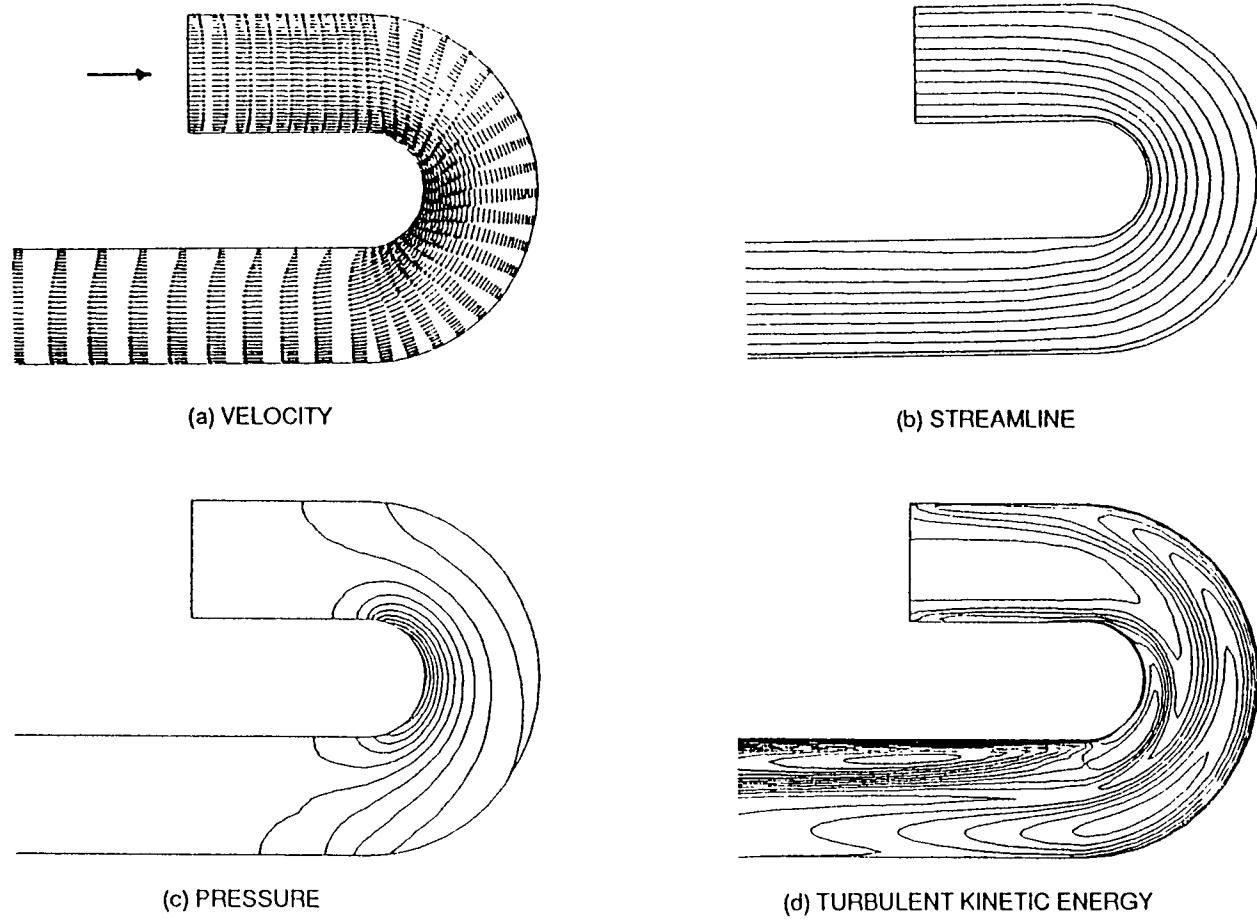 (a) VELOCITY
(b) STREAMLINE
(c) PRESSURE
(d) TURBULENT KINETIC ENERGY